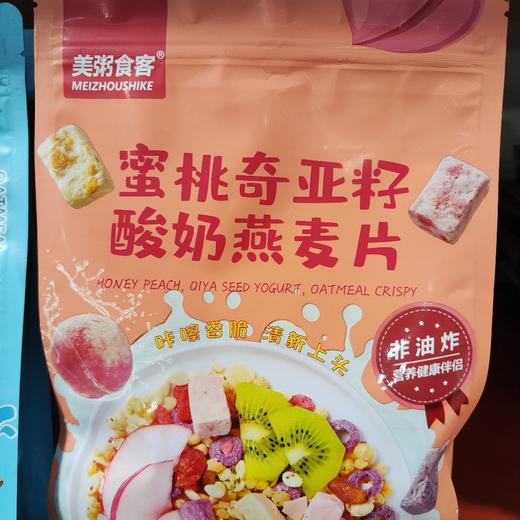 美粥食客®
MEIZHOUSHIKE
蜜桃奇亚籽
酸奶燕麦片
HONEY PEACH, QIYA SEED YOGURT, OATMEAL CRISPY
咔嚓香脆 清新上头
非油炸
营养健康伴侣